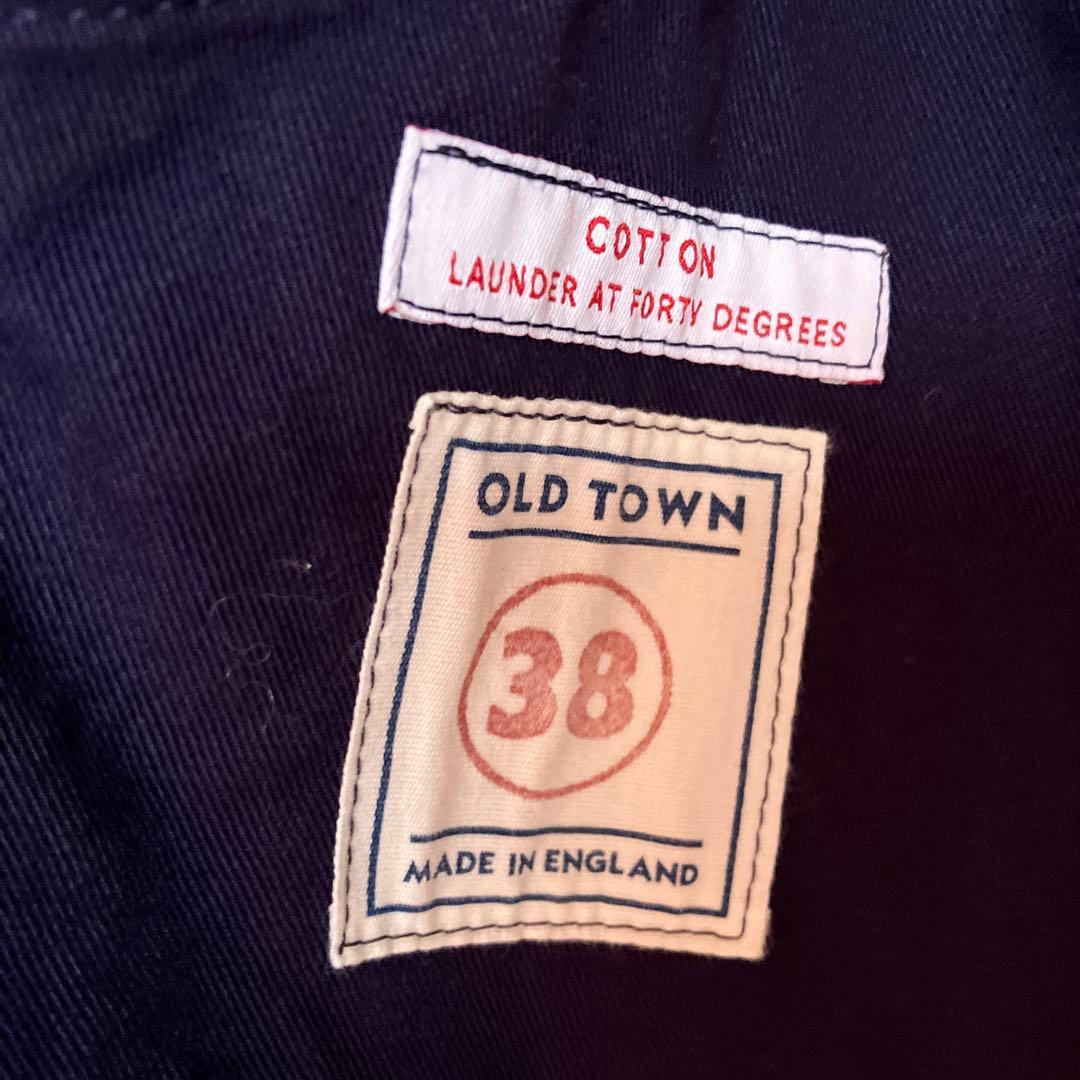 COTTON
LAUNDER AT FORTY DEGREES
OLD TOWN
38
MADE IN ENGLAND